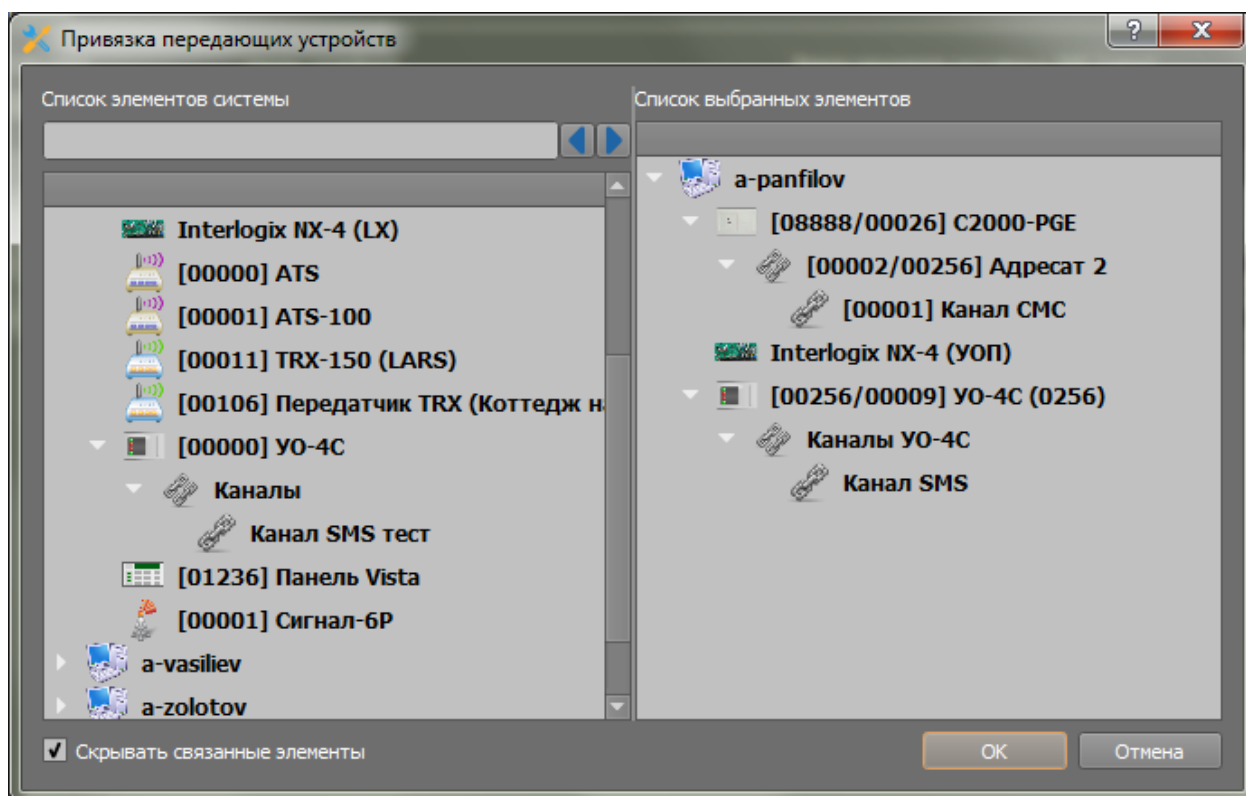 Привязка передающих устройств
?
X
Список элементов системы
Interlogix NX-4 (LX)
[00000] ATS
[00001] ATS-100
[00011] TRX-150 (LARS)
[00106] Передатчик TRX (Коттедж
[00000] УО-4С
Каналы
Канал SMS тест
[01236] Панель Vista
[00001] Сигнал-6Р
a-vasiliev
a-zolotov
Скрывать связанные элементы
Список выбранных элементов
a-panfilov
[08888/00026] С2000-PGE
[00002/00256] Адресат 2
[00001] Канал СМС
Interlogix NX-4 (УОП)
[00256/00009] УО-4С (0256)
Каналы УО-4С
Канал SMS
OK
Отмена